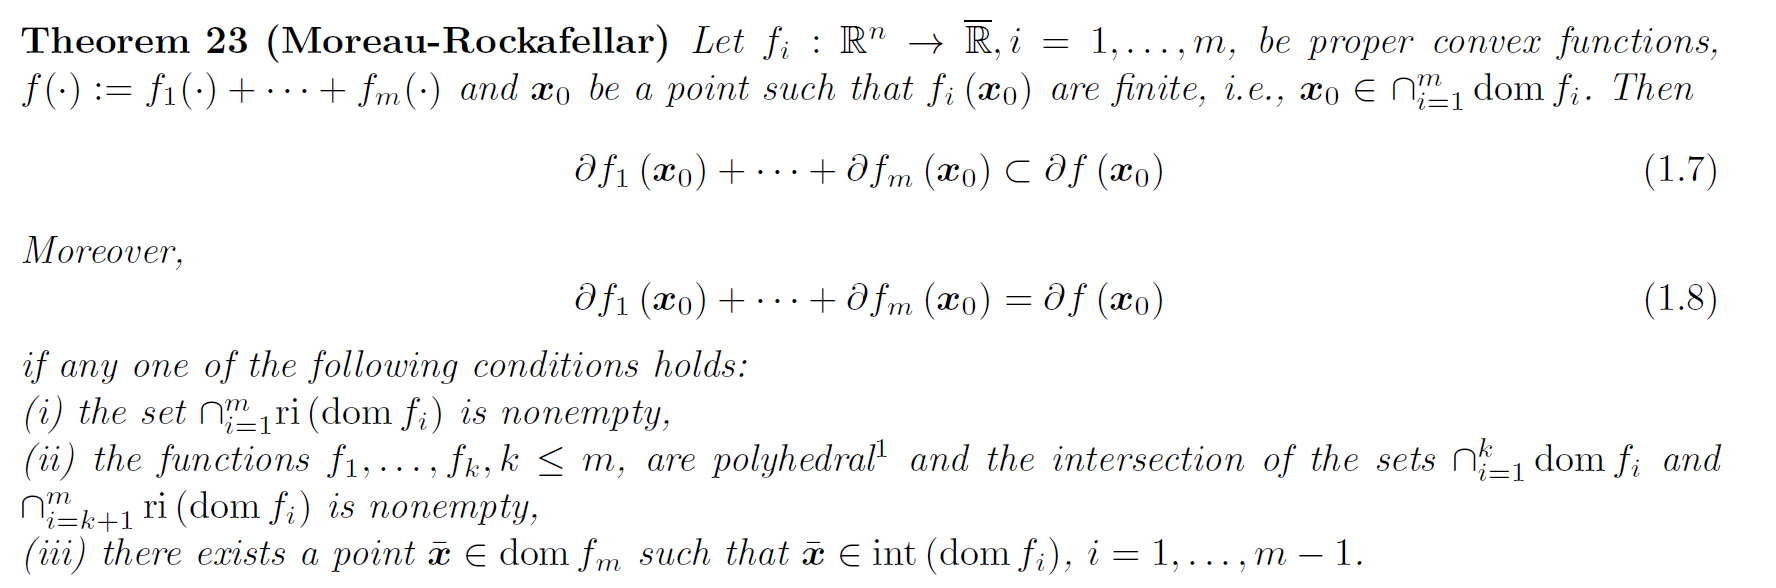 Theorem 23 (Moreau-Rockafellar) Let $f_i : \mathbb{R}^n \to \overline{\mathbb{R}}, i = 1, \ldots, m,$ be proper convex functions,
$f(\cdot) := f_1(\cdot) + \cdots + f_m(\cdot)$ and $\boldsymbol{x}_0$ be a point such that $f_i(\boldsymbol{x}_0)$ are finite, i.e., $\boldsymbol{x}_0 \in \cap_{i=1}^m \operatorname{dom} f_i$. Then
$\partial f_1(\boldsymbol{x}_0) + \cdots + \partial f_m(\boldsymbol{x}_0) \subset \partial f(\boldsymbol{x}_0)$ (1.7)
Moreover,
$\partial f_1(\boldsymbol{x}_0) + \cdots + \partial f_m(\boldsymbol{x}_0) = \partial f(\boldsymbol{x}_0)$ (1.8)
if any one of the following conditions holds:
(i) the set $\cap_{i=1}^m \operatorname{ri}(\operatorname{dom} f_i)$ is nonempty,
(ii) the functions $f_1, \ldots, f_k, k \leq m,$ are polyhedral$^1$ and the intersection of the sets $\cap_{i=1}^k \operatorname{dom} f_i$ and
$\cap_{i=k+1}^m \operatorname{ri}(\operatorname{dom} f_i)$ is nonempty,
(iii) there exists a point $\bar{\boldsymbol{x}} \in \operatorname{dom} f_m$ such that $\bar{\boldsymbol{x}} \in \operatorname{int}(\operatorname{dom} f_i), i = 1, \ldots, m - 1.$